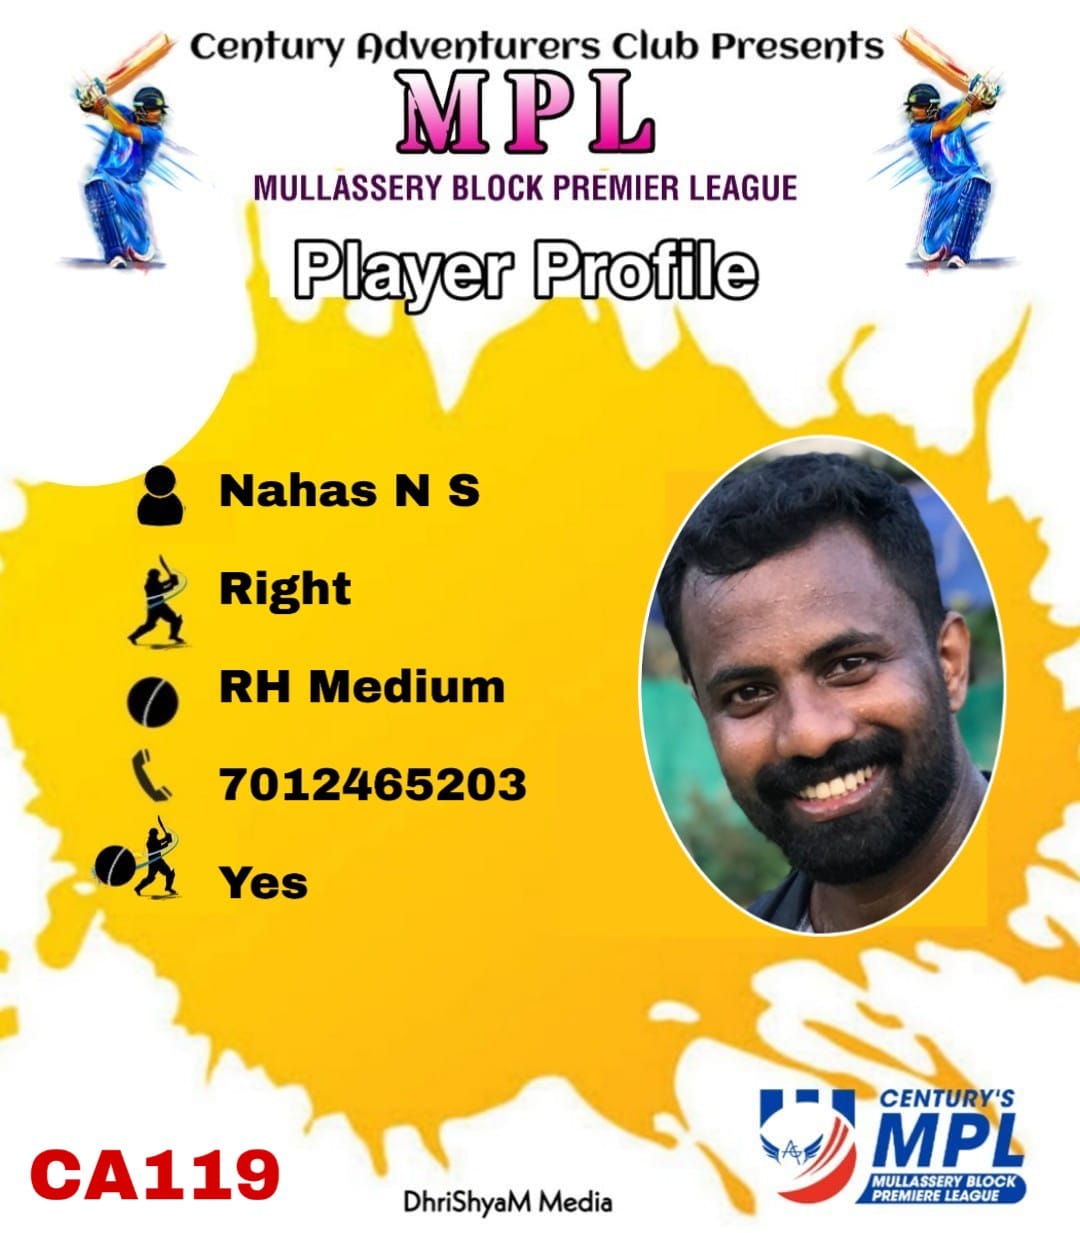 Century Adventurers Club Presents
MPL
MULLASSERY BLOCK PREMIER LEAGUE
Player Profile
Nahas N S
Right
RH Medium
7012465203
Yes
CA119
DhriShyaM Media
CENTURY'S
MPL
MULLASSERY BLOCK
PREMIERE LEAGUE